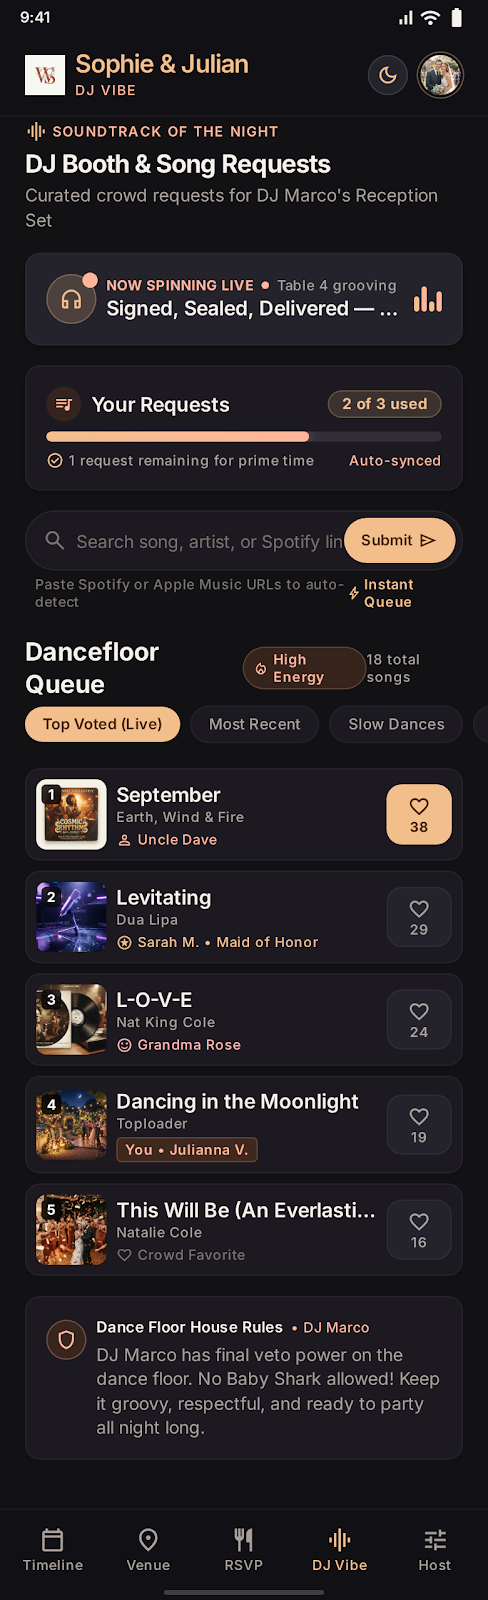 9:41
WS
Sophie & Julian
DJ VIBE
SOUNDTRACK OF THE NIGHT
DJ Booth & Song Requests
Curated crowd requests for DJ Marco's Reception
Set
NOW SPINNING LIVE • Table 4 grooving
Signed, Sealed, Delivered — ...
Your Requests
2 of 3 used
1 request remaining for prime time
Auto-synced
Search song, artist, or Spotify lin
Submit
Paste Spotify or Apple Music URLs to auto-
detect
Instant
Queue
Dancefloor
Queue
High
Energy
18 total
songs
Top Voted (Live)
Most Recent
Slow Dances
1
COSMIC
RHYTHM
September
Earth, Wind & Fire
Uncle Dave
38
2
Levitating
Dua Lipa
Sarah M. • Maid of Honor
29
3
L-O-V-E
Nat King Cole
Grandma Rose
24
4
Dancing in the Moonlight
Toploader
You • Julianna V.
19
5
This Will Be (An Everlasti...
Natalie Cole
Crowd Favorite
16
Dance Floor House Rules • DJ Marco
DJ Marco has final veto power on the
dance floor. No Baby Shark allowed! Keep
it groovy, respectful, and ready to party
all night long.
Timeline
Venue
RSVP
DJ Vibe
Host